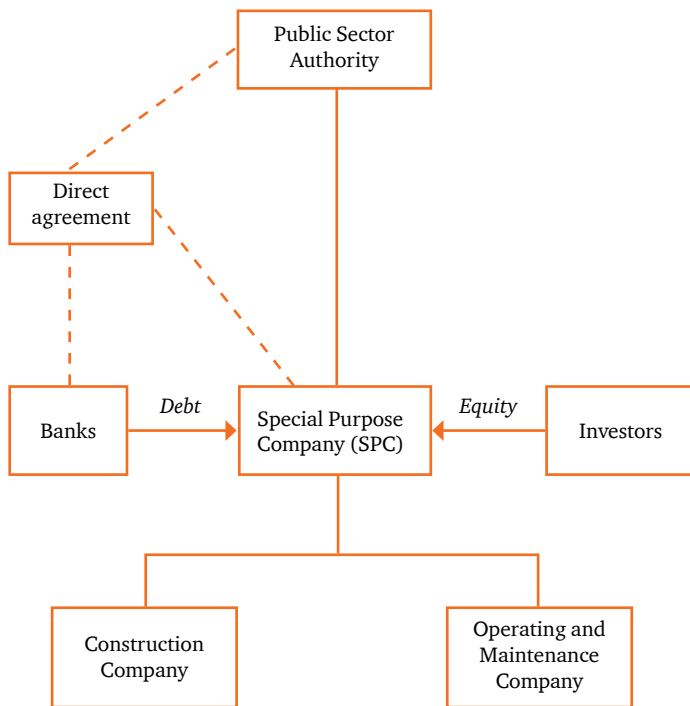 Public Sector
Authority
Direct
agreement
Banks
Debt
Special Purpose
Company (SPC)
Equity
Investors
Construction
Company
Operating and
Maintenance
Company